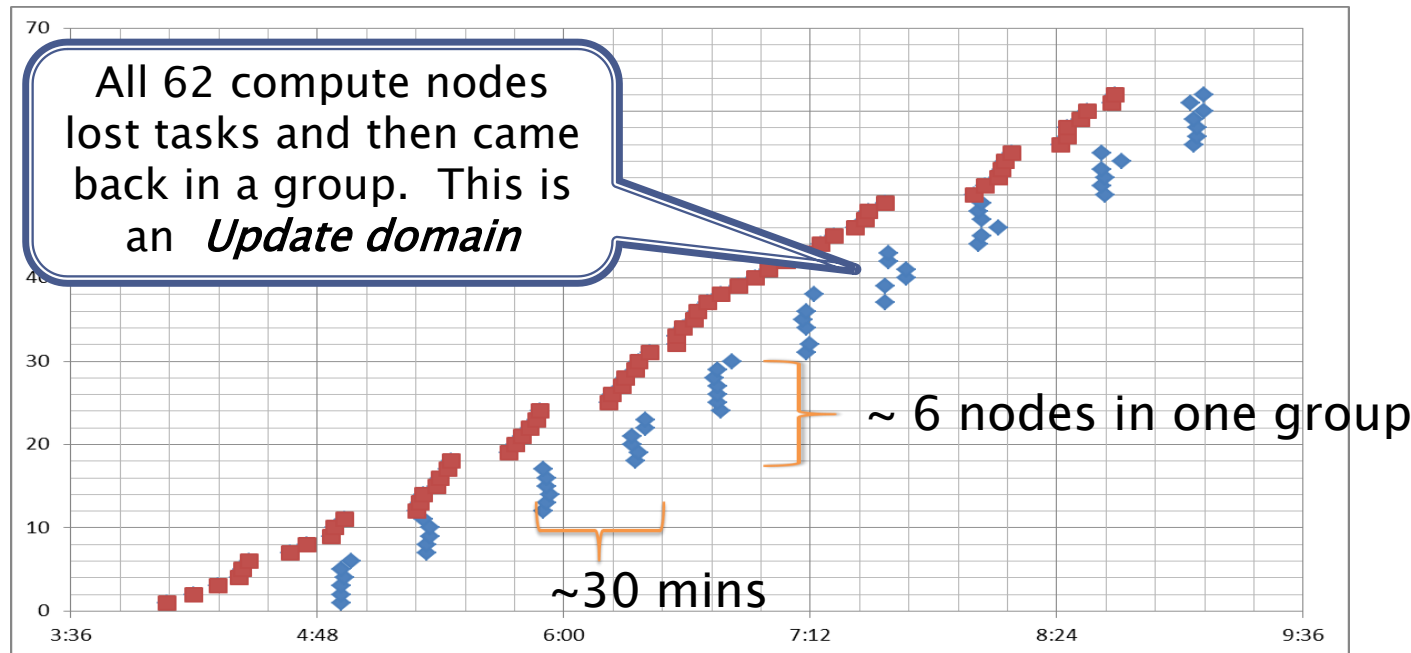 70
All 62 compute nodes
lost tasks and then came
back in a group. This is
an Update domain
40
30
~ 6 nodes in one group
20
10
~30 mins
0
3:36 4:48 6:00 7:12 8:24 9:36